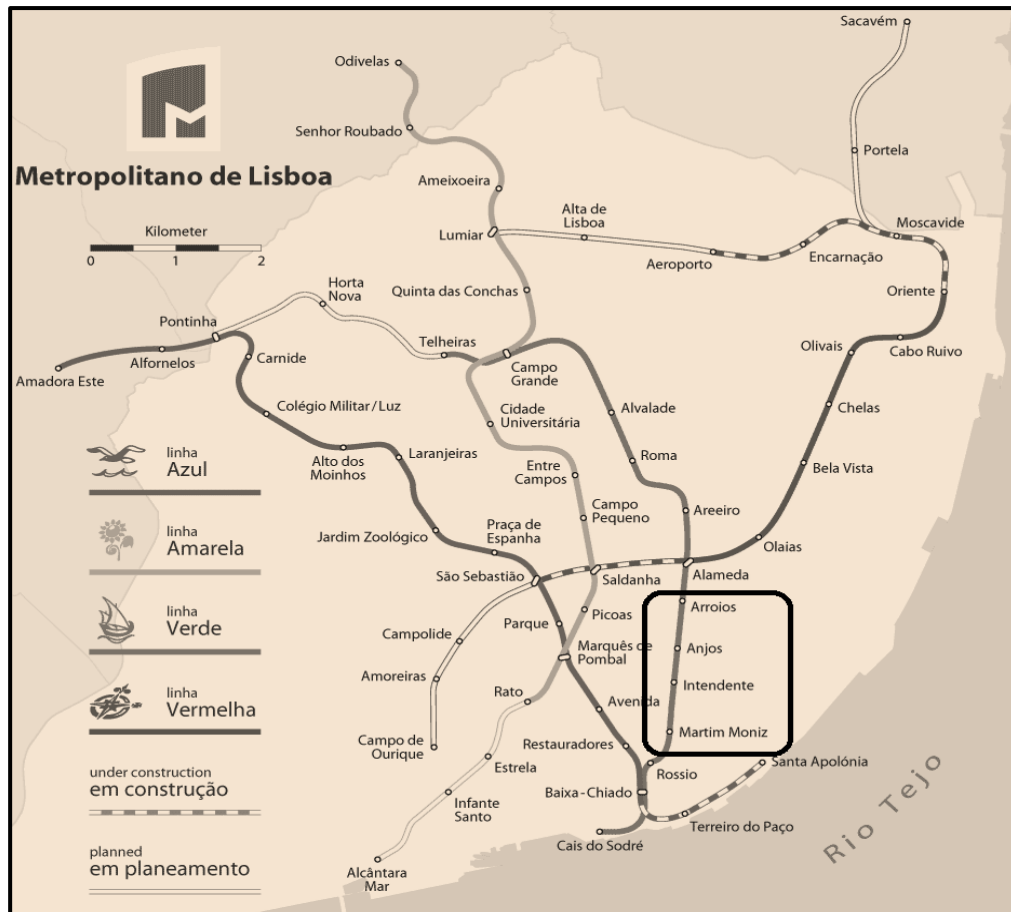 Sacavém
Odivelas
Senhor Roubado
Portela
Metropolitano de Lisboa
Ameixoeira
Kilometer
0 1 2
Alta de
Lisboa
Moscavide
Lumiar
Aeroporto
Encarnação
Horta
Nova
Quinta das Conchas
Oriente
Pontinha
Telheiras
Olivais
Cabo Ruivo
Alfornelos
Carnide
Campo
Grande
Amadora Este
Colégio Militar/Luz
Cidade
Universitária
Alvalade
Chelas
linha
Azul
Alto dos
Moinhos
Laranjeiras
Entre
Campos
Roma
Bela Vista
Campo
Pequeno
Areeiro
linha
Amarela
Jardim Zoológico
Praça de
Espanha
Olaias
São Sebastião
Saldanha
Alameda
linha
Verde
Campolide
Parque
Picoas
Arroios
Marquês de
Pombal
Anjos
Amoreiras
Rato
Avenida
Intendente
linha
Vermelha
Campo de
Ourique
Restauradores
Martim Moniz
Estrela
Rossio
Santa Apolónia
under construction
em construção
Infante
Santo
Baixa-Chiado
Terreiro do Paço
Cais do Sodré
Rio Tejo
planned
em planeamento
Alcântara
Mar